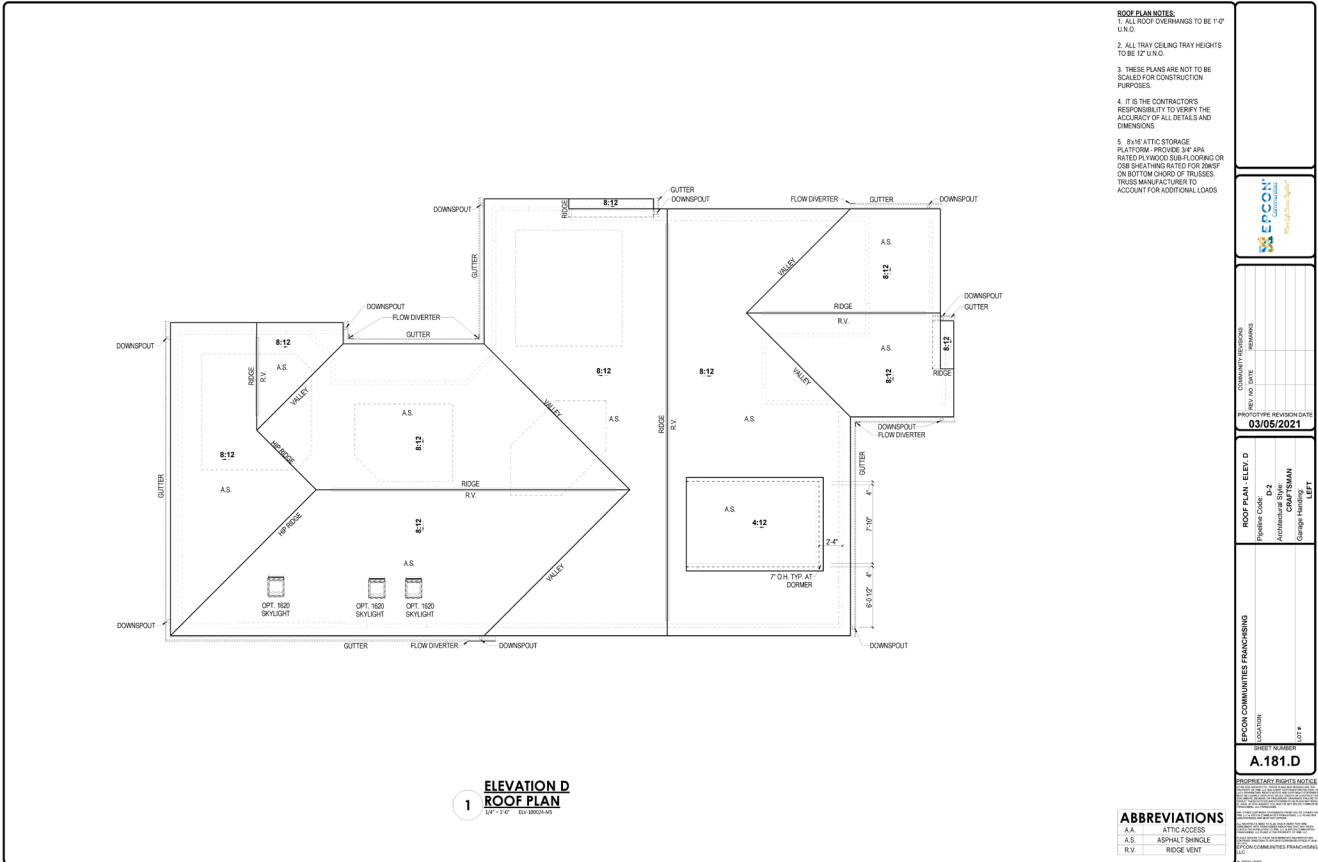 ROOF PLAN NOTES:
1. ALL ROOF OVERHANGS TO BE 1'-0"
U.N.O.
2. ALL TRAY CEILING TRAY HEIGHTS
TO BE 12" U.N.O.
3. THESE PLANS ARE NOT TO BE
SCALED FOR CONSTRUCTION
PURPOSES.
4. IT IS THE CONTRACTOR'S
RESPONSIBILITY TO VERIFY THE
ACCURACY OF ALL DETAILS AND
DIMENSIONS.
5. 8'x16' ATTIC STORAGE
PLATFORM - PROVIDE 3/4" APA
RATED PLYWOOD SUB-FLOORING OR
OSB SHEATHING RATED FOR 20#/SF
ON BOTTOM CHORD OF TRUSSES.
TRUSS MANUFACTURER TO
ACCOUNT FOR ADDITIONAL LOADS
GUTTER
DOWNSPOUT
8:12
RIDGE
DOWNSPOUT
FLOW DIVERTER
GUTTER
DOWNSPOUT
A.S.
8:12
VALLEY
GUTTER
DOWNSPOUT
GUTTER
RIDGE
R.V.
DOWNSPOUT
FLOW DIVERTER
GUTTER
DOWNSPOUT
8:12
A.S.
RIDGE
R.V.
VALLEY
A.S.
8:12
8:12
RIDGE
8:12
8:12
VALLEY
VALLEY
A.S.
8:12
A.S.
RIDGE
R.V.
A.S.
DOWNSPOUT
FLOW DIVERTER
HIP RIDGE
8:12
A.S.
GUTTER
GUTTER
RIDGE
R.V.
HIP RIDGE
8:12
A.S.
A.S.
4:12
4"
7'-10"
2'-4"
4"
6'-0 1/2"
7" O.H. TYP. AT
DORMER
VALLEY
OPT. 1620
SKYLIGHT
OPT. 1620
SKYLIGHT
OPT. 1620
SKYLIGHT
DOWNSPOUT
GUTTER
FLOW DIVERTER
DOWNSPOUT
DOWNSPOUT
1
ELEVATION D
ROOF PLAN
1/4" = 1'-0"
ABBREVIATIONS
A.A. ATTIC ACCESS
A.S. ASPHALT SHINGLE
R.V. RIDGE VENT
EPCON
Communities
COMMUNITY REVISIONS
REV. NO. DATE REMARKS
PROTOTYPE REVISION DATE
03/05/2021
ROOF PLAN - ELEV. D
Pipeline Code:
D-2
Architectural Style:
CRAFTSMAN
Garage Handing:
LEFT
EPCON COMMUNITIES FRANCHISING
LOCATION:
LOT #:
SHEET NUMBER
A.181.D
PROPRIETARY RIGHTS NOTICE
EPCON COMMUNITIES FRANCHISING
LLC